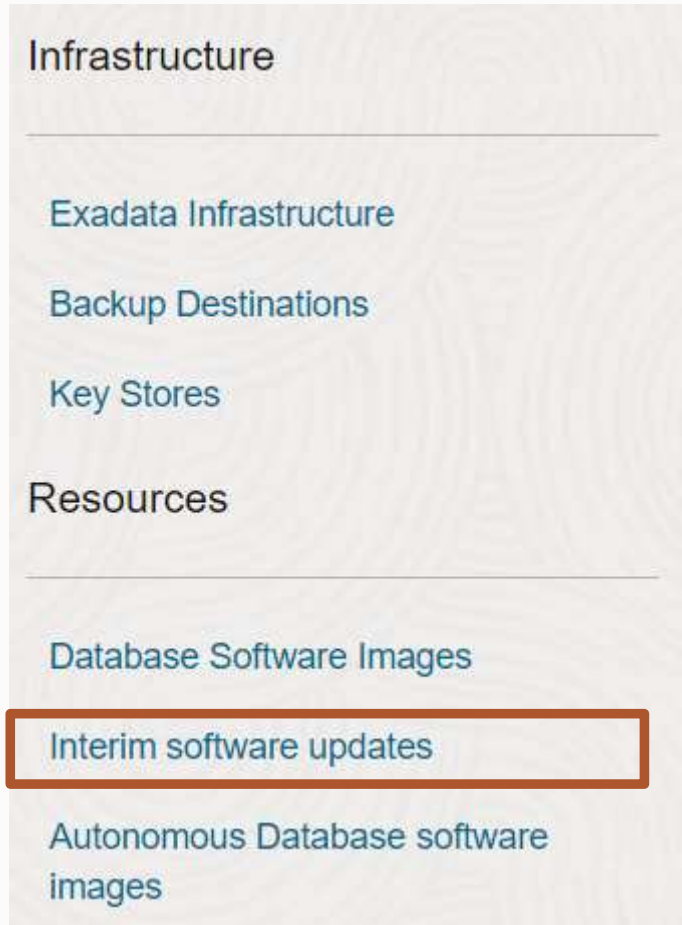 Infrastructure
Exadata Infrastructure
Backup Destinations
Key Stores
Resources
Database Software Images
Interim software updates
Autonomous Database software
images